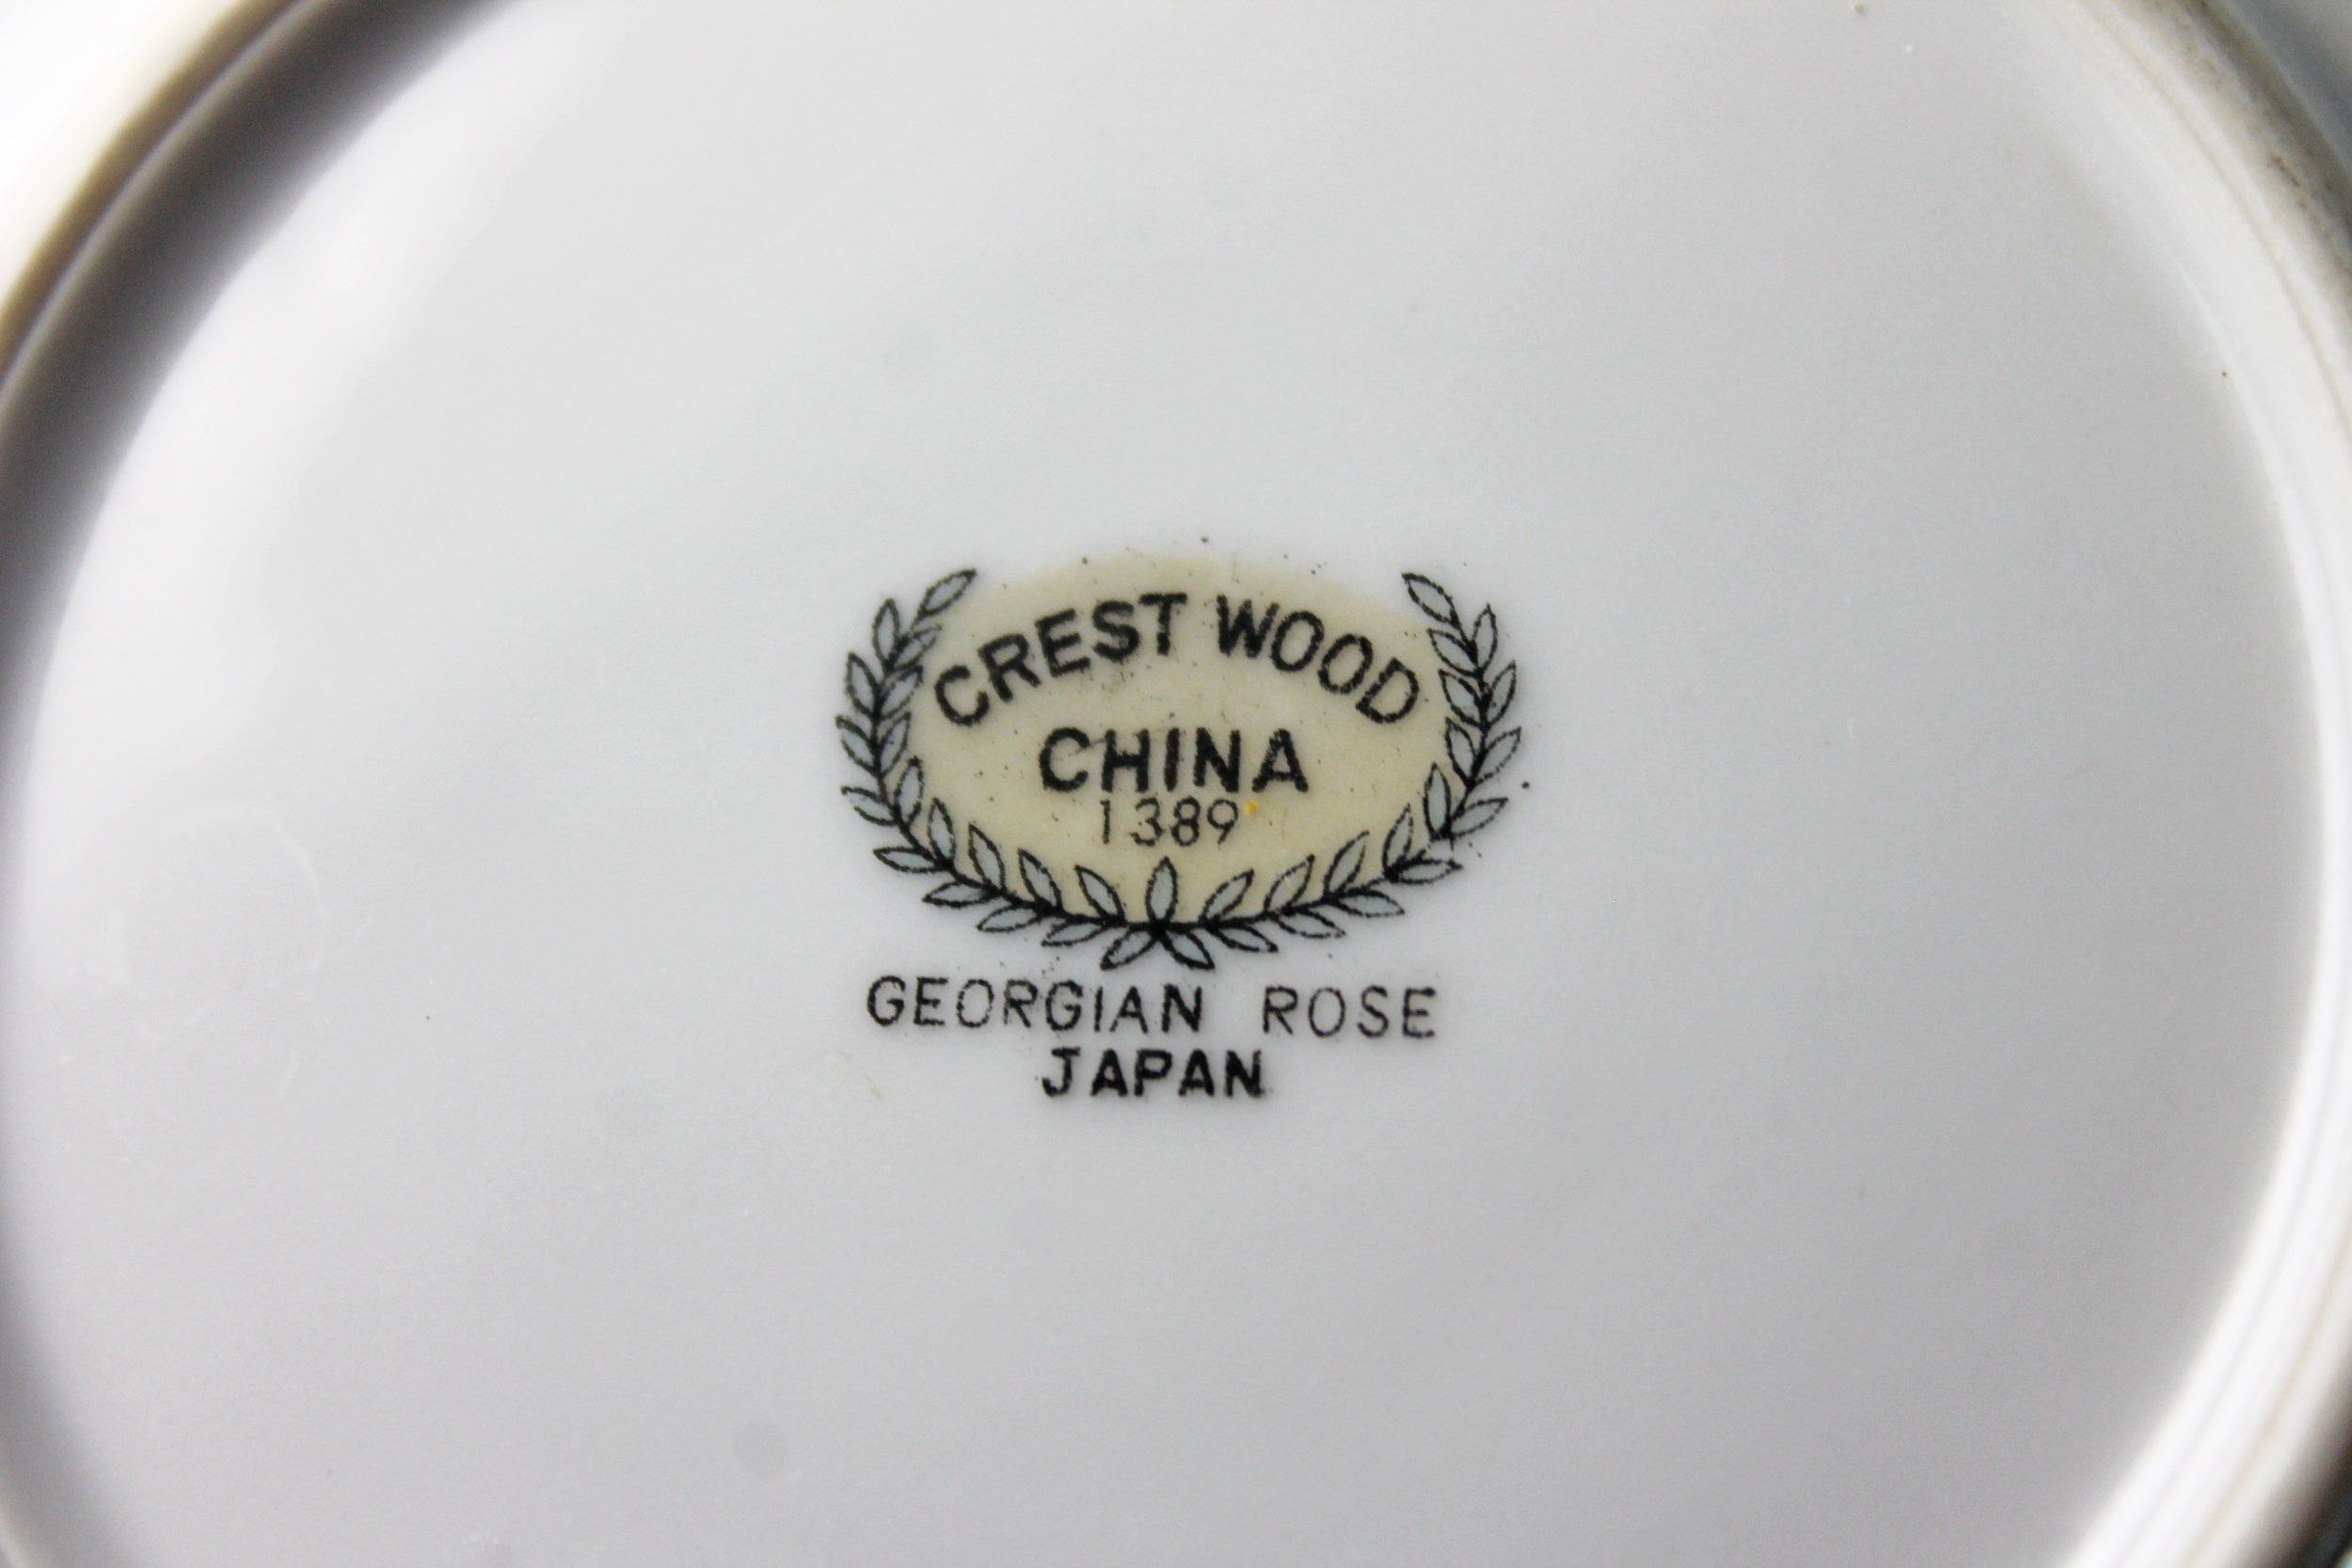 CREST WOOD
CHINA
1389
GEORGIAN ROSE
JAPAN